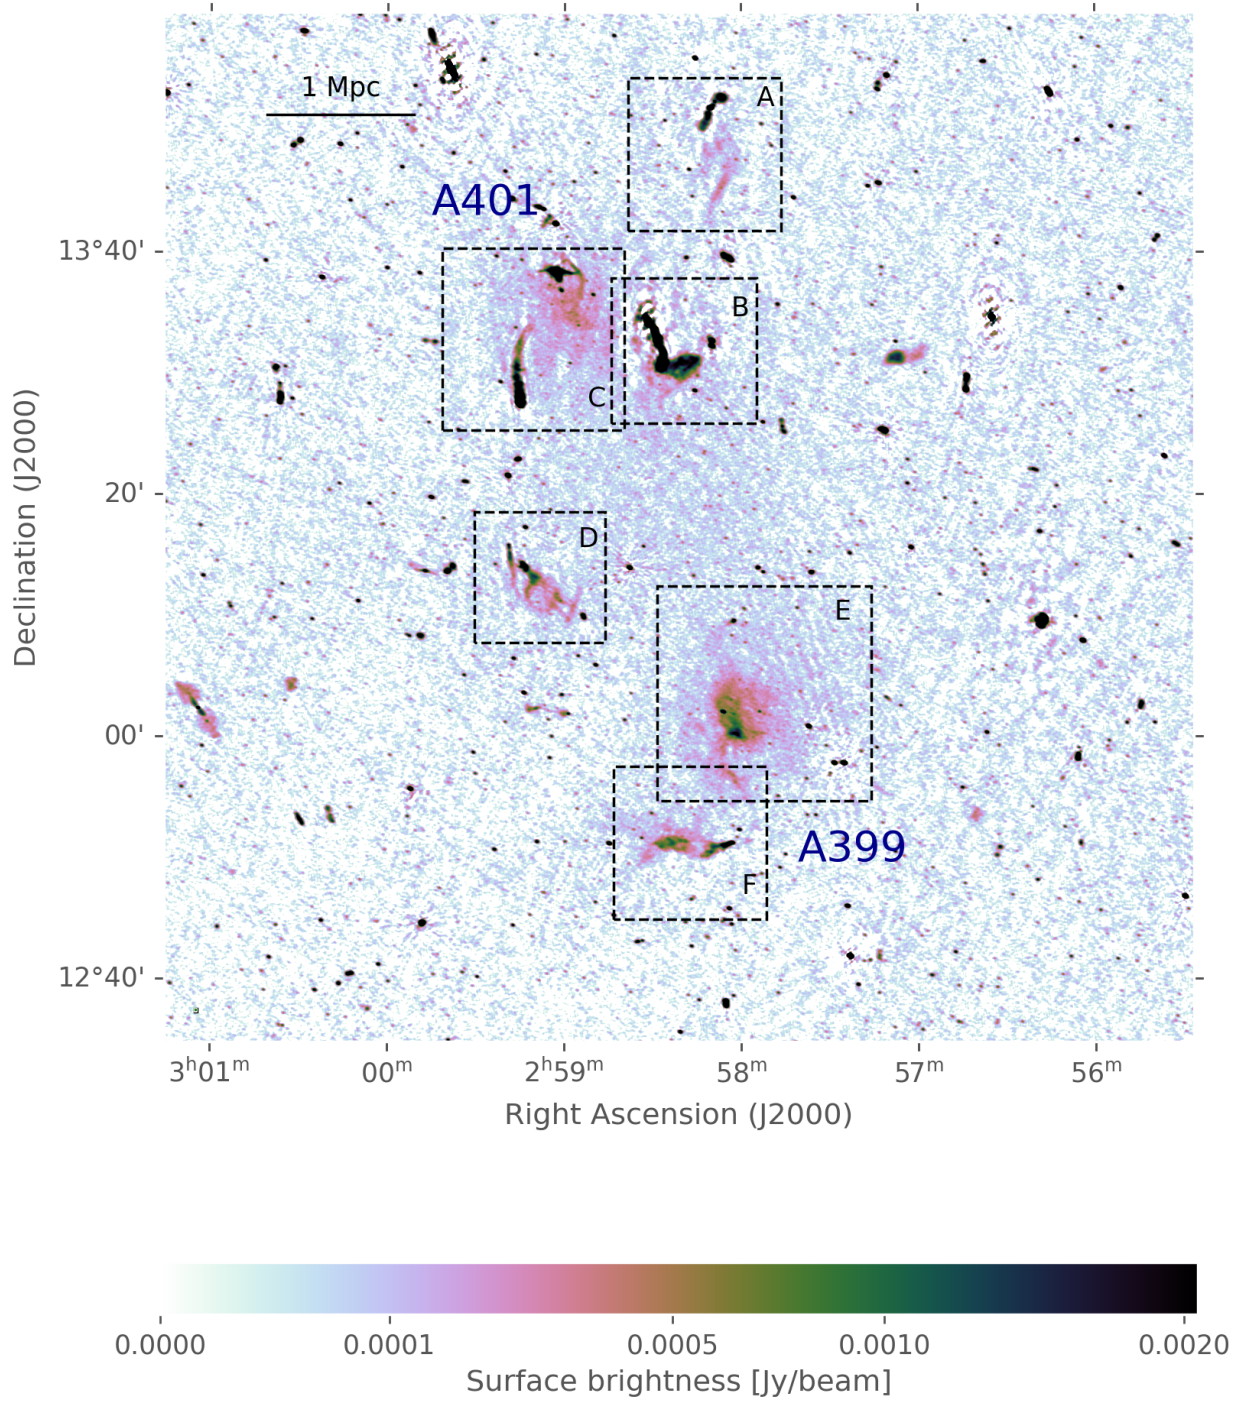 1 Mpc
A
A401
13°40'
B
C
20'
D
E
00'
A399
F
12°40'
3ʰ01ᵐ 00ᵐ 2ʰ59ᵐ 58ᵐ 57ᵐ 56ᵐ
Right Ascension (J2000)
Declination (J2000)
0.0000 0.0001 0.0005 0.0010 0.0020
Surface brightness [Jy/beam]